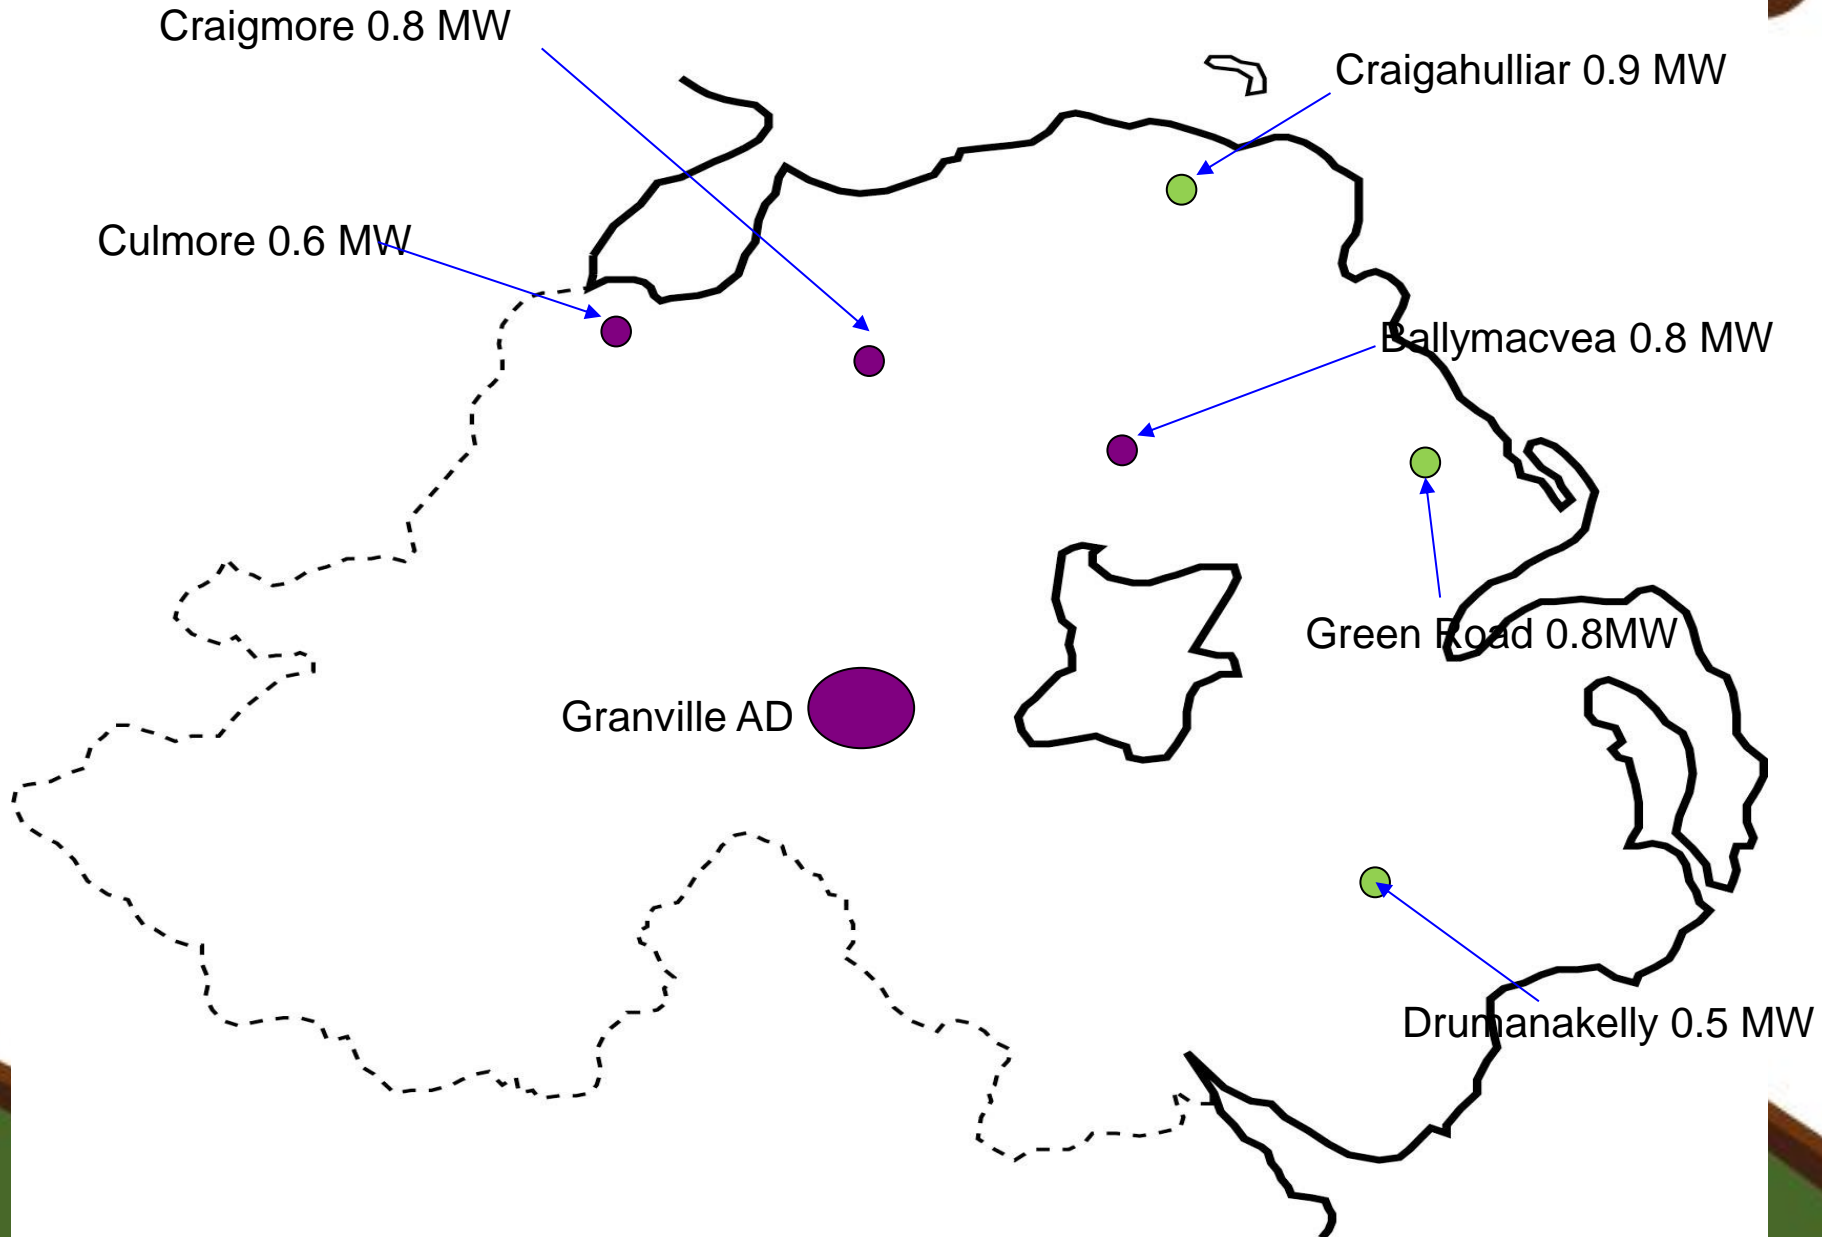 Craigmore 0.8 MW
Craigahulliar 0.9 MW
Culmore 0.6 MW
Ballymacvea 0.8 MW
Green Road 0.8MW
Granville AD
Drumanakelly 0.5 MW